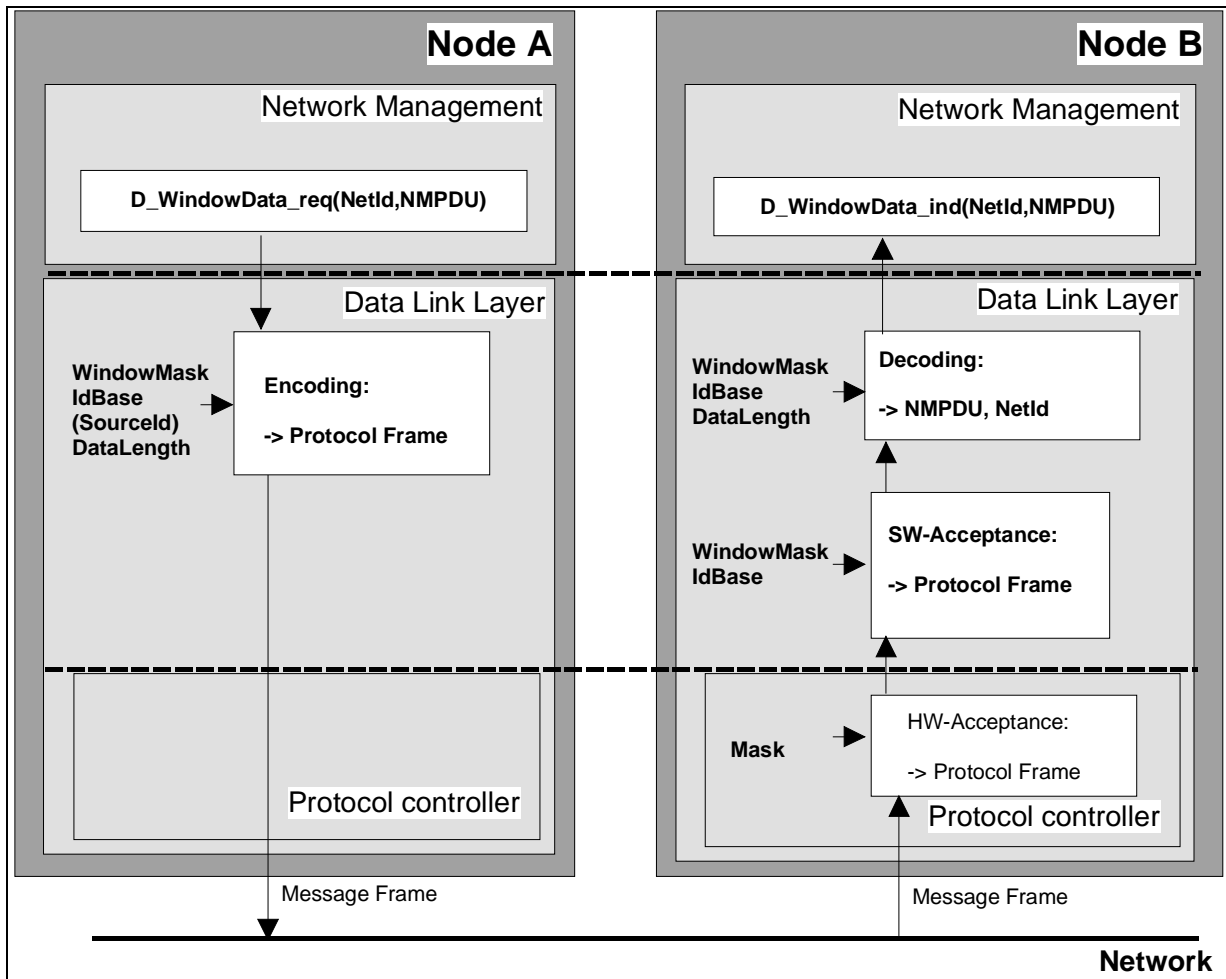 Node A
Network Management
D_WindowData_req(NetId,NMPDU)
Data Link Layer
WindowMask
IdBase
(SourceId)
DataLength
Encoding:
-> Protocol Frame
Protocol controller
Message Frame
Node B
Network Management
D_WindowData_ind(NetId,NMPDU)
Data Link Layer
WindowMask
IdBase
DataLength
Decoding:
-> NMPDU, NetId
WindowMask
IdBase
SW-Acceptance:
-> Protocol Frame
Mask
HW-Acceptance:
-> Protocol Frame
Protocol controller
Message Frame
Network